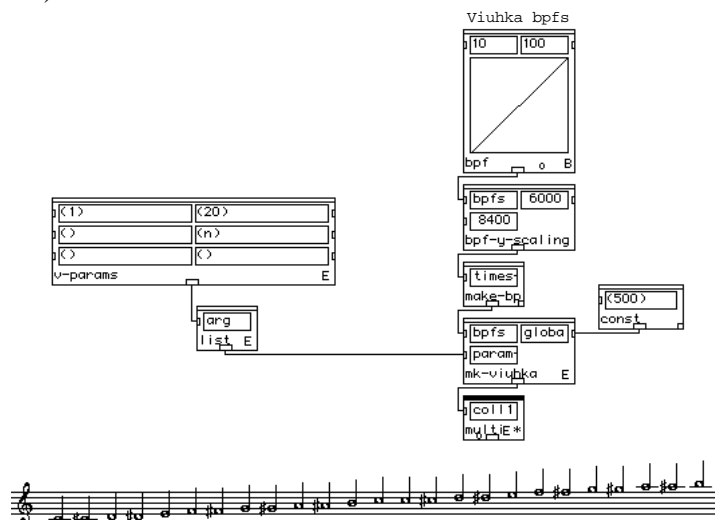 Viuhka bpfs
10 100
bpf o B
bpfs 6000
8400
bpf-y-scaling
(1) (20)
() (n)
() ()
v-params E
times-
make-bp
(500)
const
arg
list E
bpfs globa
param-
mk-viuhka E
coll1
multiE*